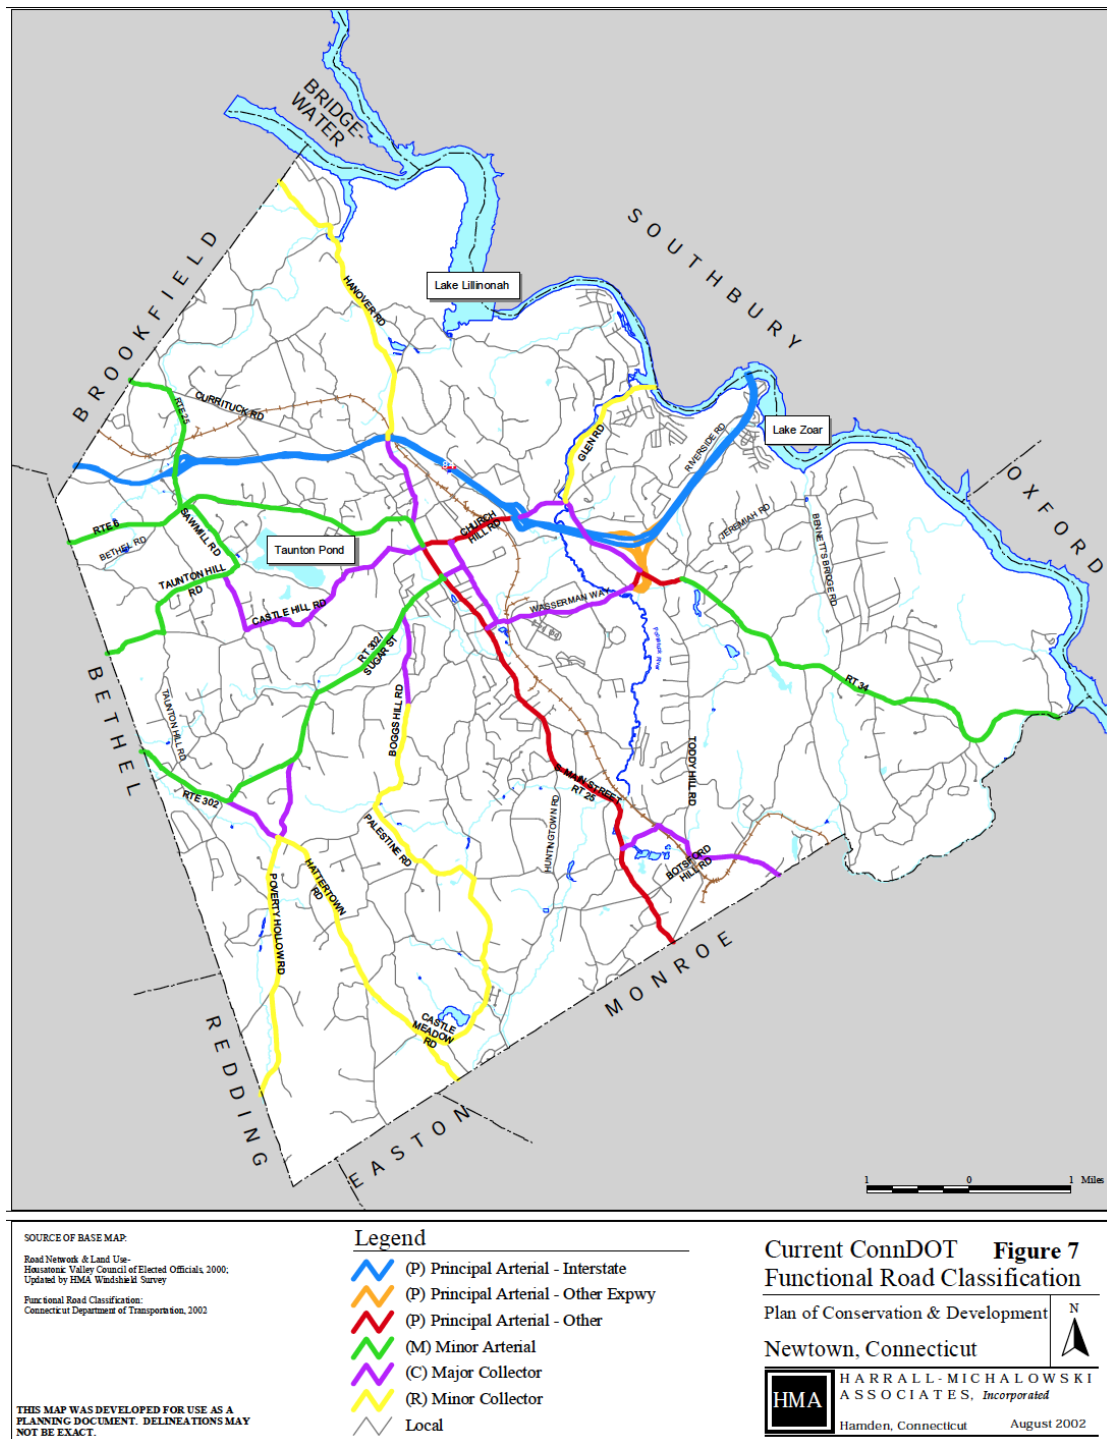 BRIDGE-
WATER
SOUTHBURY
BROOKFIELD
Lake Lillinonah
HANOVER RD
RTE 25
CURRITUCK RD
Lake Zoar
RIVERSIDE RD
GLEN RD
84
OXFORD
CHURCH
HILL RD
RTE 6
SAWMILL RD
BETHEL RD
Taunton Pond
JEREMIAH RD
BENNETT'S BRIDGE RD
TAUNTON HILL
RD
CASTLE HILL RD
WASSERMAN WAY
RT 302
SUGAR ST
BETHEL
TAUNTON HILL RD
BOGGS HILL RD
RT 34
TODDY HILL RD
S. MAIN STREET
RT 25
RTE 302
HUNTINGTOWN RD
PALESTINE RD
BOTSFORD
HILL RD
HATTERTOWN
RD
POVERTY HOLLOW RD
MONROE
CASTLE
MEADOW
RD
REDDING
EASTON
1 0 1 Miles
SOURCE OF BASE MAP:
Road Network & Land Use-
Housatonic Valley Council of Elected Officials, 2000;
Updated by HMA Windshield Survey
Functional Road Classification:
Connecticut Department of Transportation, 2002
THIS MAP WAS DEVELOPED FOR USE AS A
PLANNING DOCUMENT. DELINEATIONS MAY
NOT BE EXACT.
Legend
(P) Principal Arterial - Interstate
(P) Principal Arterial - Other Expwy
(P) Principal Arterial - Other
(M) Minor Arterial
(C) Major Collector
(R) Minor Collector
Local
Current ConnDOT Figure 7
Functional Road Classification
Plan of Conservation & Development
Newtown, Connecticut
N
HMA
HARRALL-MICHALOWSKI
ASSOCIATES, Incorporated
Hamden, Connecticut August 2002